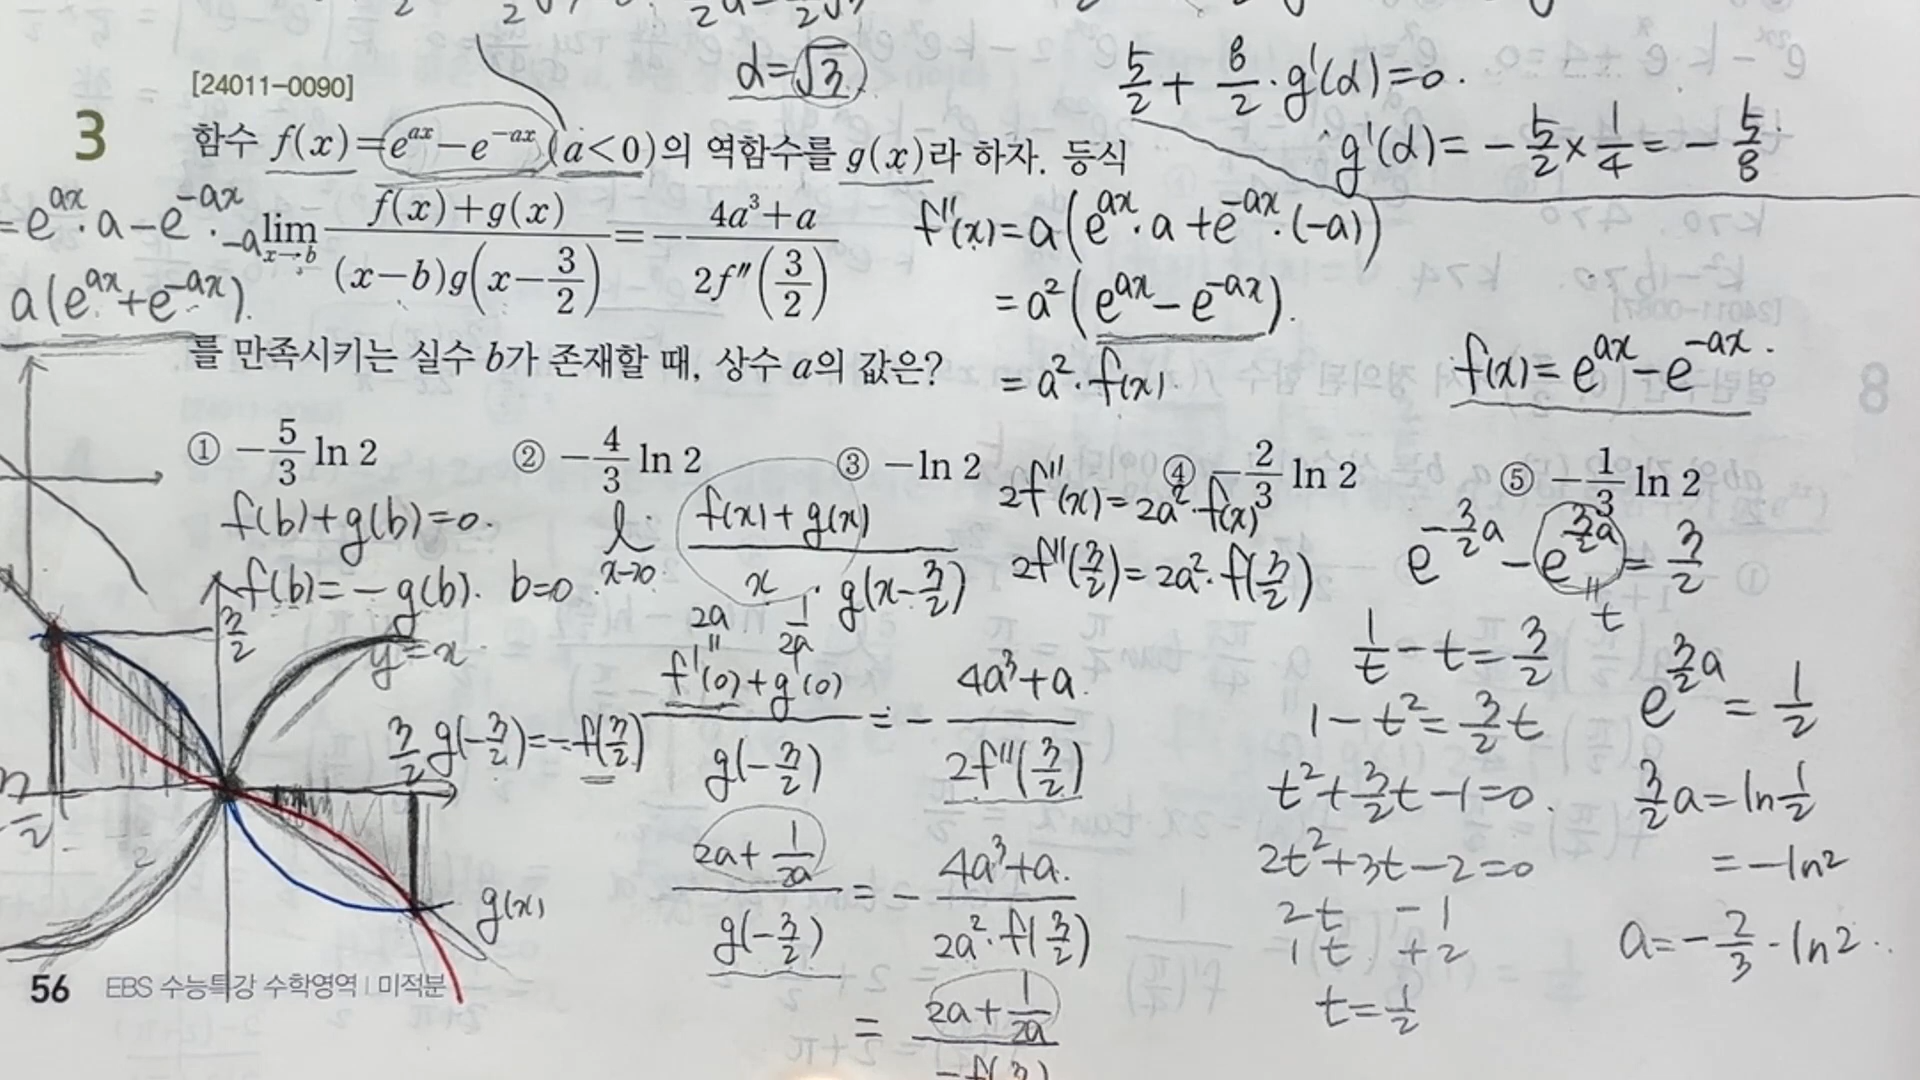 α=√3
5/2 + 8/2 · g'(α)=0.
g'(α)= - 5/2 × 1/4 = - 5/8
[24011-0090]
3
함수 f(x)=e^{ax}-e^{-ax} (a<0)의 역함수를 g(x)라 하자. 등식
lim_{x→b} (f(x)+g(x))/((x-b)g(x-3/2)) = - (4a³+a)/(2f''(3/2))
를 만족시키는 실수 b가 존재할 때, 상수 a의 값은?
① -5/3 ln 2 ② -4/3 ln 2 ③ -ln 2 ④ -2/3 ln 2 ⑤ -1/3 ln 2
=e^{ax}·a-e^{-ax}·-a
a(e^{ax}+e^{-ax}).
f''(x)=a(e^{ax}·a+e^{-ax}·(-a))
=a²(e^{ax}-e^{-ax}).
=a²·f(x).
f(x)=e^{ax}-e^{-ax}.
f(b)+g(b)=0.
f(b)=-g(b). b=0
y=x
3/2
3/2
g(x)
g(-3/2)=-f(3/2)
x→0
(f(x)+g(x))/(x · g(x-3/2))
2a 1/2a
(f'(0)+g'(0))/g(-3/2) = - (4a³+a)/(2f''(3/2))
(2a+1/2a)/g(-3/2) = - (4a³+a.)/(2a²·f(3/2))
= (2a+1/2a)/-f(3/2)
2f''(x)=2a²·f(x)
2f''(3/2)=2a²·f(3/2)
e^{-3/2 a}-e^{3/2 a}=3/2
t
1/t-t=3/2
1-t²=3/2 t
t²+3/2 t-1=0.
2t²+3t-2=0
2t -1
1t +2
t=1/2
e^{3/2 a}=1/2
3/2 a=ln 1/2
=-ln2
a=-2/3·ln2.
56 EBS 수능특강 수학영역 | 미적분